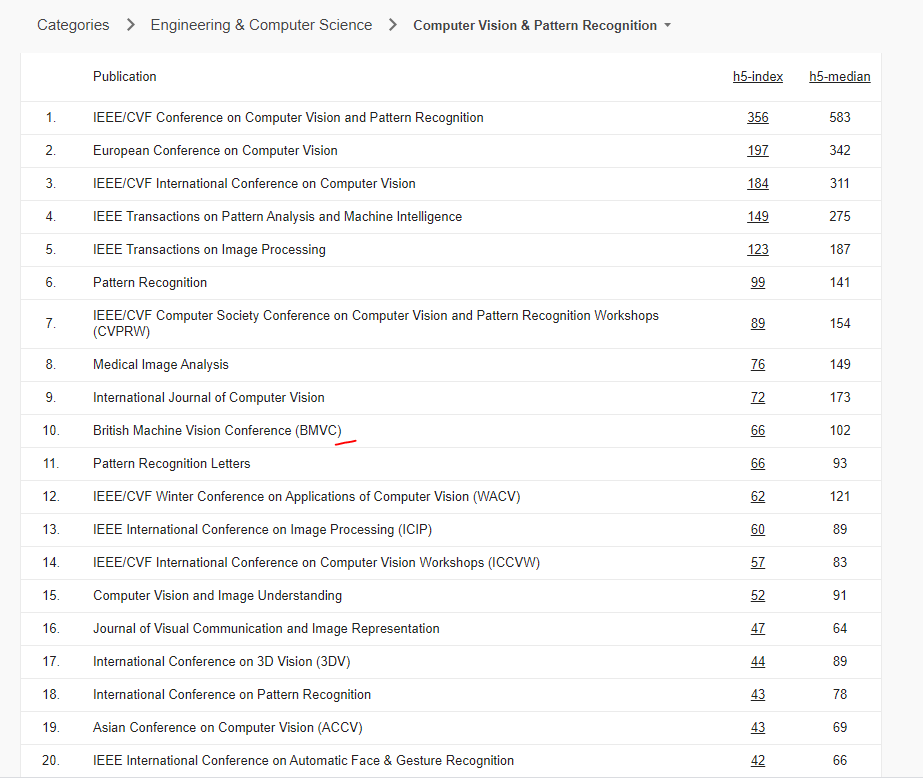 Categories > Engineering & Computer Science > Computer Vision & Pattern Recognition
Publication h5-index h5-median
1. IEEE/CVF Conference on Computer Vision and Pattern Recognition 356 583
2. European Conference on Computer Vision 197 342
3. IEEE/CVF International Conference on Computer Vision 184 311
4. IEEE Transactions on Pattern Analysis and Machine Intelligence 149 275
5. IEEE Transactions on Image Processing 123 187
6. Pattern Recognition 99 141
7. IEEE/CVF Computer Society Conference on Computer Vision and Pattern Recognition Workshops
(CVPRW) 89 154
8. Medical Image Analysis 76 149
9. International Journal of Computer Vision 72 173
10. British Machine Vision Conference (BMVC) 66 102
11. Pattern Recognition Letters 66 93
12. IEEE/CVF Winter Conference on Applications of Computer Vision (WACV) 62 121
13. IEEE International Conference on Image Processing (ICIP) 60 89
14. IEEE/CVF International Conference on Computer Vision Workshops (ICCVW) 57 83
15. Computer Vision and Image Understanding 52 91
16. Journal of Visual Communication and Image Representation 47 64
17. International Conference on 3D Vision (3DV) 44 89
18. International Conference on Pattern Recognition 43 78
19. Asian Conference on Computer Vision (ACCV) 43 69
20. IEEE International Conference on Automatic Face & Gesture Recognition 42 66